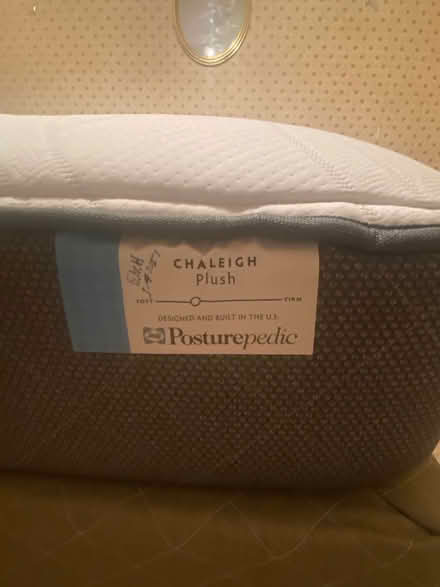 CHALEIGH
Plush
SOFT FIRM
DESIGNED AND BUILT IN THE U.S.
Posturepedic